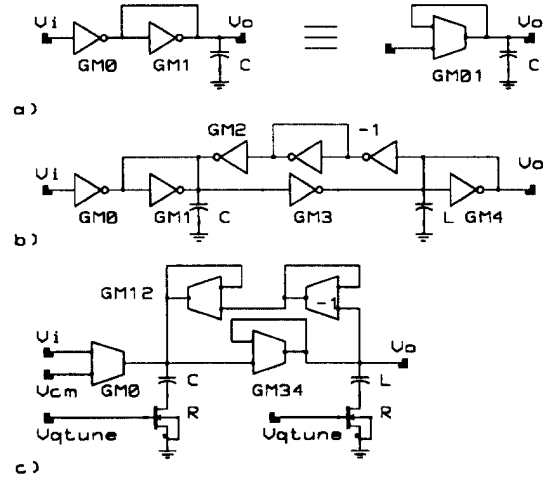 Vi Vo
GM0 GM1 C GM01 C
a)
GM2 -1
Vi Vo
GM0 GM1 C GM3 L GM4
b)
GM12 -1
Vi Vo
Vcm GM0 C GM34 L
R R
Vqtune Vqtune
c)